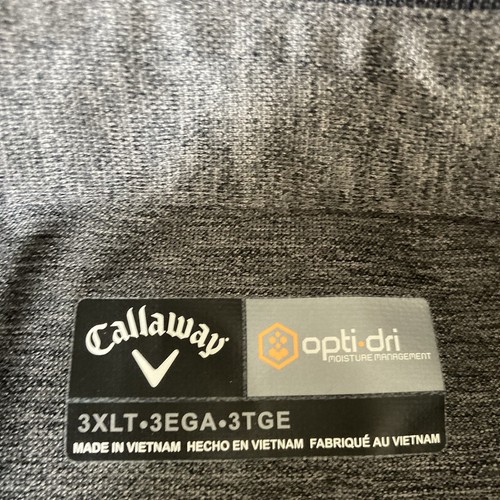 Callaway
opti·dri
MOISTURE MANAGEMENT
3XLT•3EGA•3TGE
MADE IN VIETNAM HECHO EN VIETNAM FABRIQUÉ AU VIETNAM